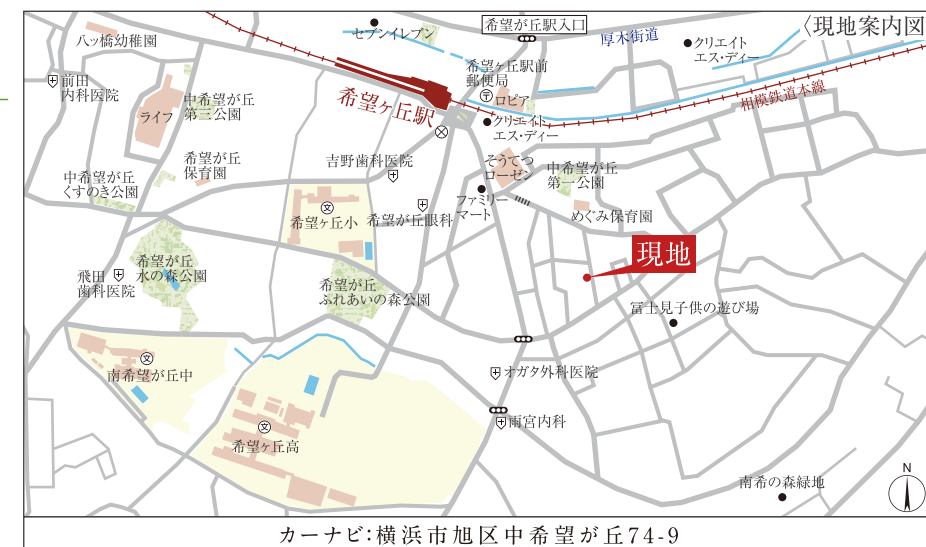 〈現地案内図
希望が丘駅入口
厚木街道
セブンイレブン
クリエイト
エス・ディー
八ッ橋幼稚園
希望ヶ丘駅前
郵便局
前田
内科医院
ロピア
相模鉄道本線
希望ヶ丘駅
中希望が丘
第三公園
ライフ
クリエイト
エス・ディー
希望が丘
保育園
吉野歯科医院
そうてつ
ローゼン
中希望が丘
第一公園
中希望が丘
くすのき公園
ファミリー
マート
希望ヶ丘小
文
希望が丘眼科
めぐみ保育園
現地
希望が丘
水の森公園
飛田
歯科医院
希望が丘
ふれあいの森公園
冨士見子供の遊び場
文
南希望が丘中
オガタ外科医院
雨宮内科
文
希望ヶ丘高
南希の森緑地
N
カーナビ:横浜市旭区中希望が丘74-9